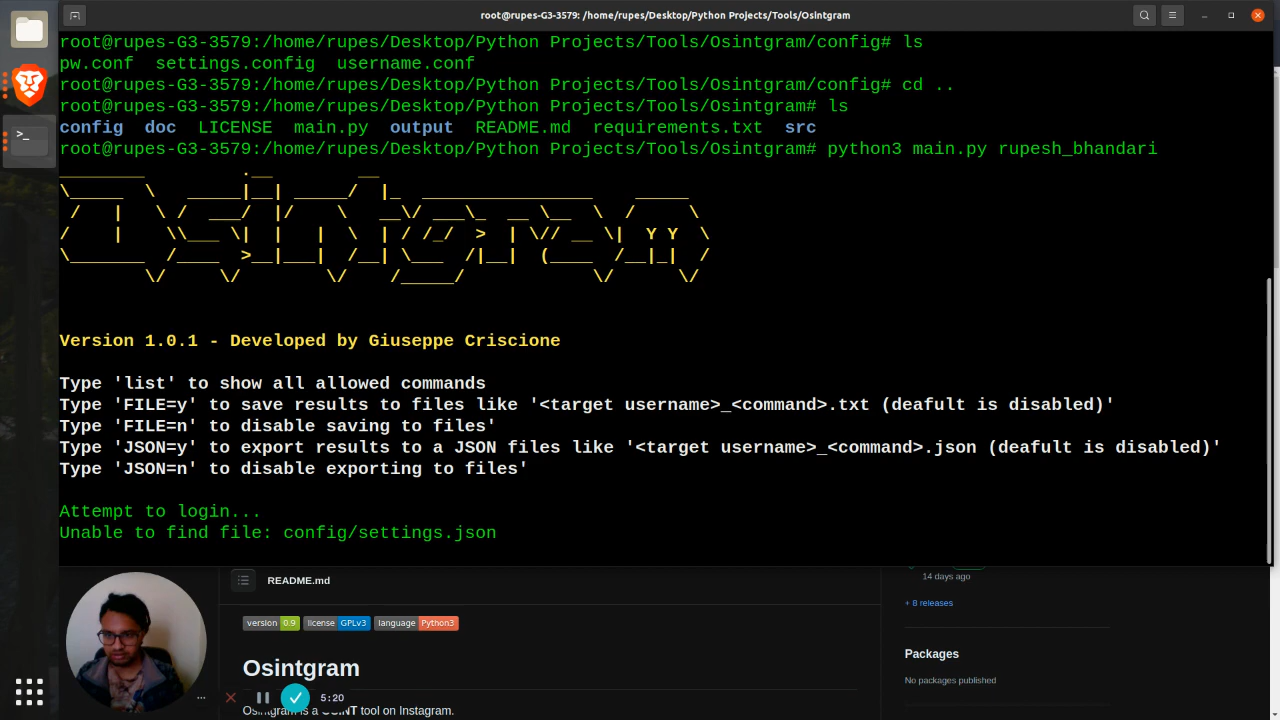 root@rupes-G3-3579: /home/rupes/Desktop/Python Projects/Tools/Osintgram
root@rupes-G3-3579:/home/rupes/Desktop/Python Projects/Tools/Osintgram/config# ls
pw.conf  settings.config  username.conf
root@rupes-G3-3579:/home/rupes/Desktop/Python Projects/Tools/Osintgram/config# cd ..
root@rupes-G3-3579:/home/rupes/Desktop/Python Projects/Tools/Osintgram# ls
config  doc  LICENSE  main.py  output  README.md  requirements.txt  src
root@rupes-G3-3579:/home/rupes/Desktop/Python Projects/Tools/Osintgram# python3 main.py rupesh_bhandari
Osintgram
Version 1.0.1 - Developed by Giuseppe Criscione
Type 'list' to show all allowed commands
Type 'FILE=y' to save results to files like '<target username>_<command>.txt (deafult is disabled)'
Type 'FILE=n' to disable saving to files'
Type 'JSON=y' to export results to a JSON files like '<target username>_<command>.json (deafult is disabled)'
Type 'JSON=n' to disable exporting to files'
Attempt to login...
Unable to find file: config/settings.json
README.md
14 days ago
+ 8 releases
version 0.9 license GPLv3 language Python3
Packages
Osintgram
No packages published
5:20
Osintgram is a OSINT tool on Instagram.